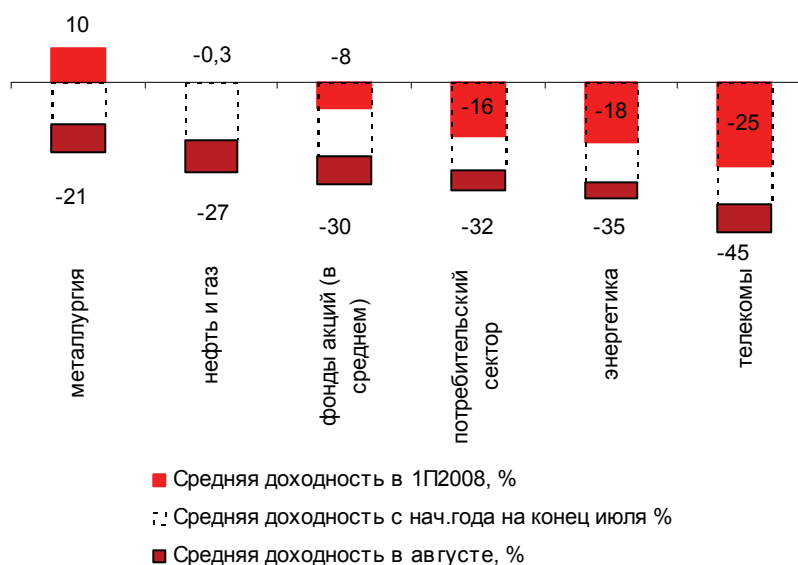 10
-0,3
-8
-16
-18
-25
-21
-27
-30
-32
-35
-45
металлургия
нефть и газ
фонды акций (в
среднем)
потребительский
сектор
энергетика
телекомы
Средняя доходность в 1П2008, %
Средняя доходность с нач.года на конец июля %
Средняя доходность в августе, %